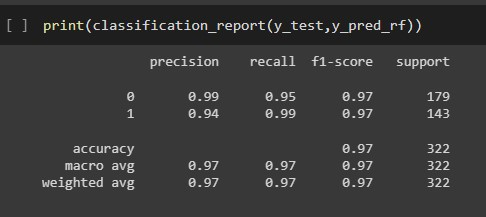 [ ] print(classification_report(y_test,y_pred_rf))
precision recall f1-score support
0 0.99 0.95 0.97 179
1 0.94 0.99 0.97 143
accuracy 0.97 322
macro avg 0.97 0.97 0.97 322
weighted avg 0.97 0.97 0.97 322